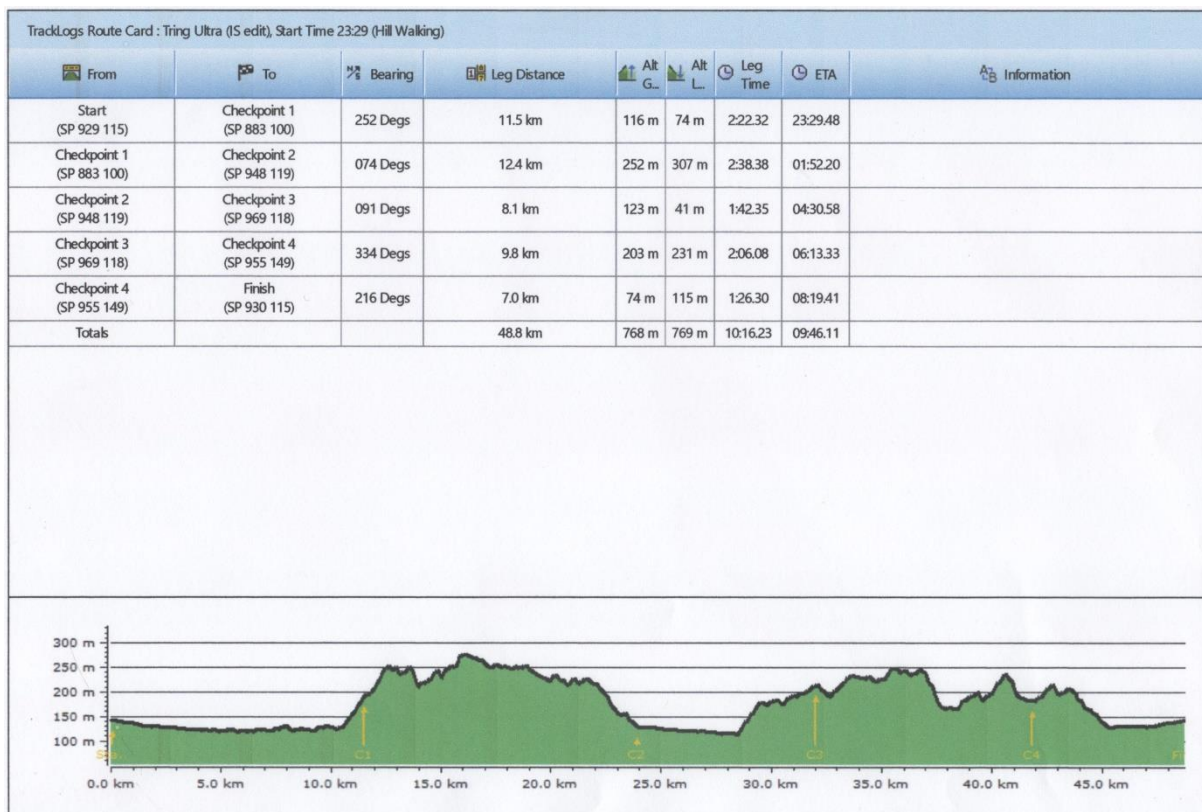 TrackLogs Route Card : Tring Ultra (IS edit), Start Time 23:29 (Hill Walking)
From To Bearing Leg Distance Alt G... Alt L... Leg Time ETA Information
Start (SP 929 115) Checkpoint 1 (SP 883 100) 252 Degs 11.5 km 116 m 74 m 2:22.32 23:29.48
Checkpoint 1 (SP 883 100) Checkpoint 2 (SP 948 119) 074 Degs 12.4 km 252 m 307 m 2:38.38 01:52.20
Checkpoint 2 (SP 948 119) Checkpoint 3 (SP 969 118) 091 Degs 8.1 km 123 m 41 m 1:42.35 04:30.58
Checkpoint 3 (SP 969 118) Checkpoint 4 (SP 955 149) 334 Degs 9.8 km 203 m 231 m 2:06.08 06:13.33
Checkpoint 4 (SP 955 149) Finish (SP 930 115) 216 Degs 7.0 km 74 m 115 m 1:26.30 08:19.41
Totals 48.8 km 768 m 769 m 10:16.23 09:46.11
300 m
250 m
200 m
150 m
100 m
C1 C2 C3 C4
0.0 km 5.0 km 10.0 km 15.0 km 20.0 km 25.0 km 30.0 km 35.0 km 40.0 km 45.0 km